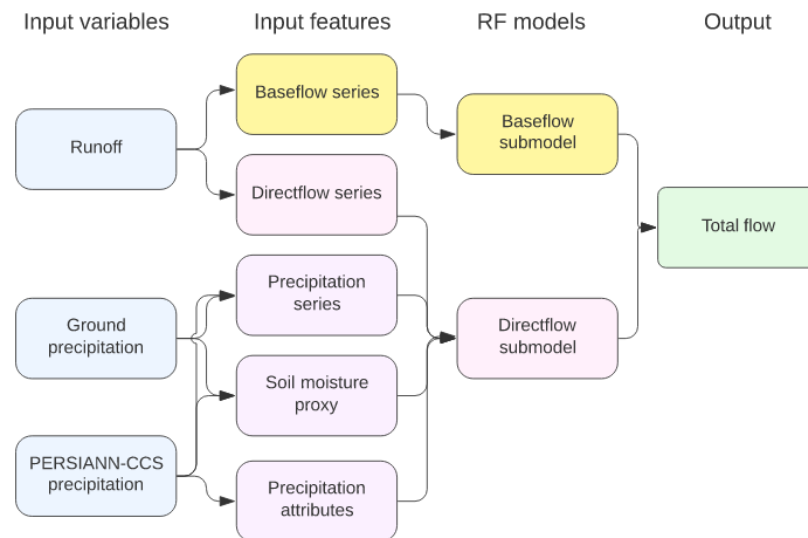 Input variables
Input features
RF models
Output
Runoff
Ground
precipitation
PERSIANN-CCS
precipitation
Baseflow series
Directflow series
Precipitation
series
Soil moisture
proxy
Precipitation
attributes
Baseflow
submodel
Directflow
submodel
Total flow